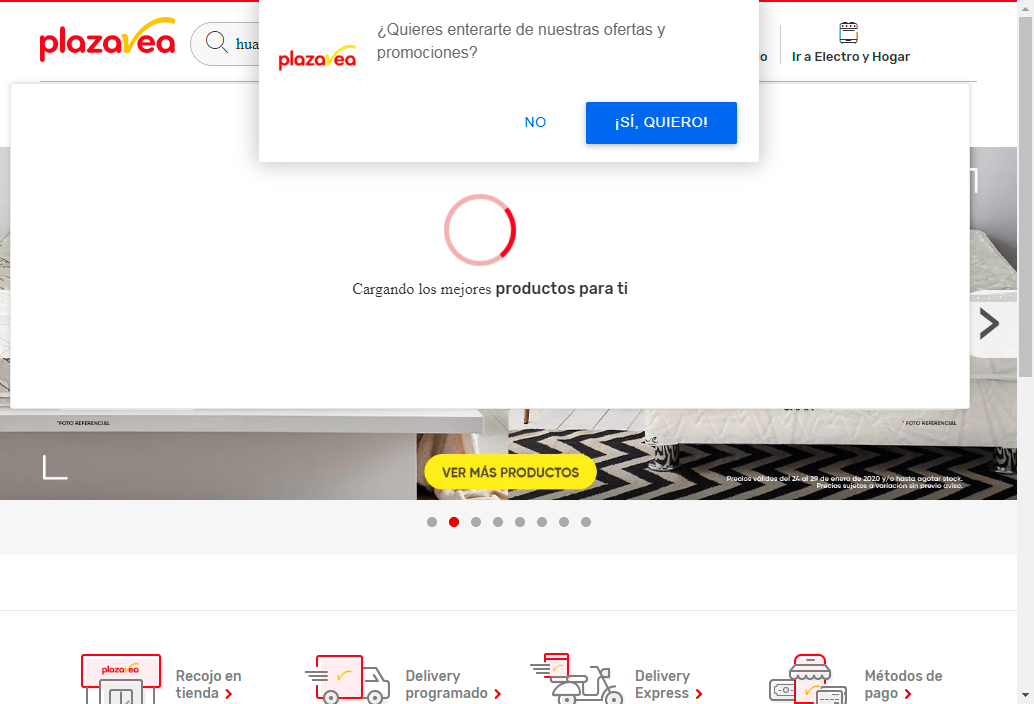 plazavea
hua
¿Quieres enterarte de nuestras ofertas y
promociones?
plazavea
NO
¡SÍ, QUIERO!
o
Ir a Electro y Hogar
Cargando los mejores productos para ti
*FOTO REFERENCIAL
* FOTO REFERENCIAL
VER MÁS PRODUCTOS
Precios válidos del 24 al 29 de enero de 2020 y/o hasta agotar stock.
Precios sujetos a variación sin previo aviso.
plazavea
Recojo en
tienda
Delivery
programado
Delivery
Express
Métodos de
pago